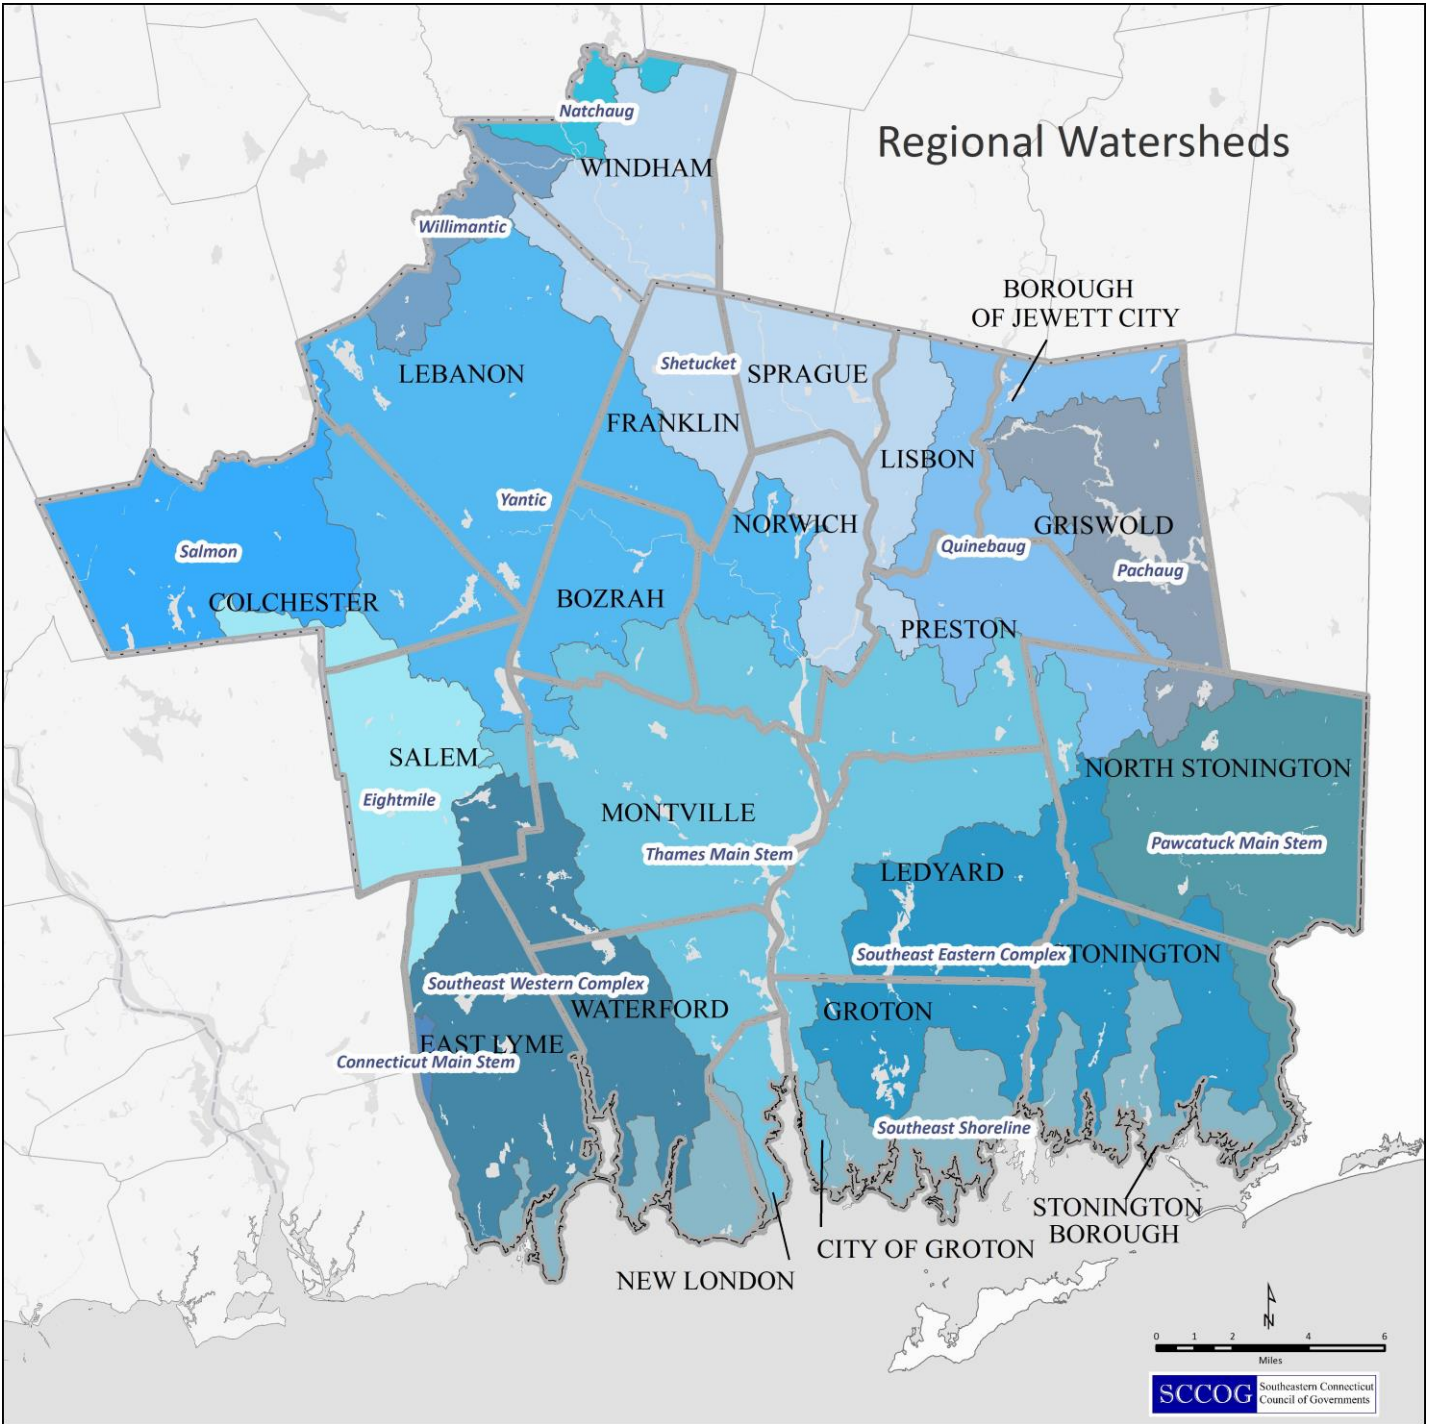 Regional Watersheds
Natchaug
WINDHAM
Willimantic
BOROUGH
OF JEWETT CITY
Shetucket
LEBANON
SPRAGUE
FRANKLIN
LISBON
Yantic
NORWICH
GRISWOLD
Salmon
Quinebaug
Pachaug
COLCHESTER
BOZRAH
PRESTON
SALEM
NORTH STONINGTON
Eightmile
MONTVILLE
Thames Main Stem
Pawcatuck Main Stem
LEDYARD
Southeast Eastern Complex
TONINGTON
Southeast Western Complex
WATERFORD
GROTON
EAST LYME
Connecticut Main Stem
Southeast Shoreline
STONINGTON
BOROUGH
CITY OF GROTON
NEW LONDON
N
0 1 2 4 6
Miles
SCCOG
Southeastern Connecticut
Council of Governments